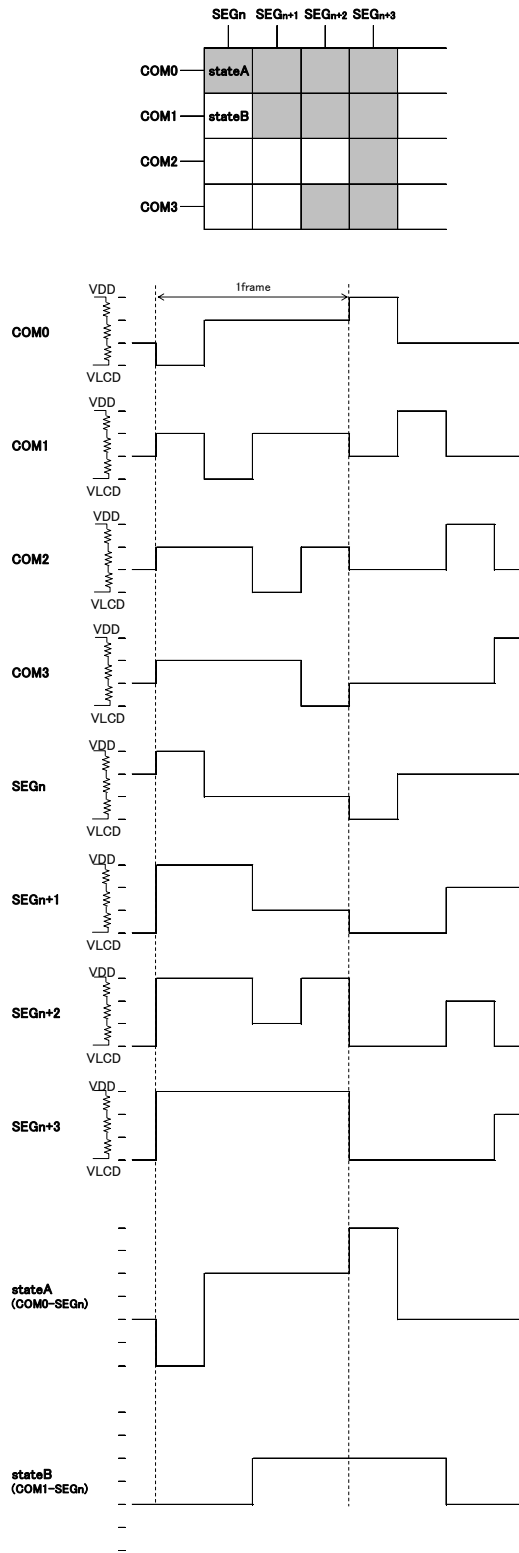 SEGn SEGn+1 SEGn+2 SEGn+3
COM0 stateA
COM1 stateB
COM2
COM3
VDD
1frame
COM0
VLCD
VDD
COM1
VLCD
VDD
COM2
VLCD
VDD
COM3
VLCD
VDD
SEGn
VLCD
VDD
SEGn+1
VLCD
VDD
SEGn+2
VLCD
VDD
SEGn+3
VLCD
stateA
(COM0-SEGn)
stateB
(COM1-SEGn)